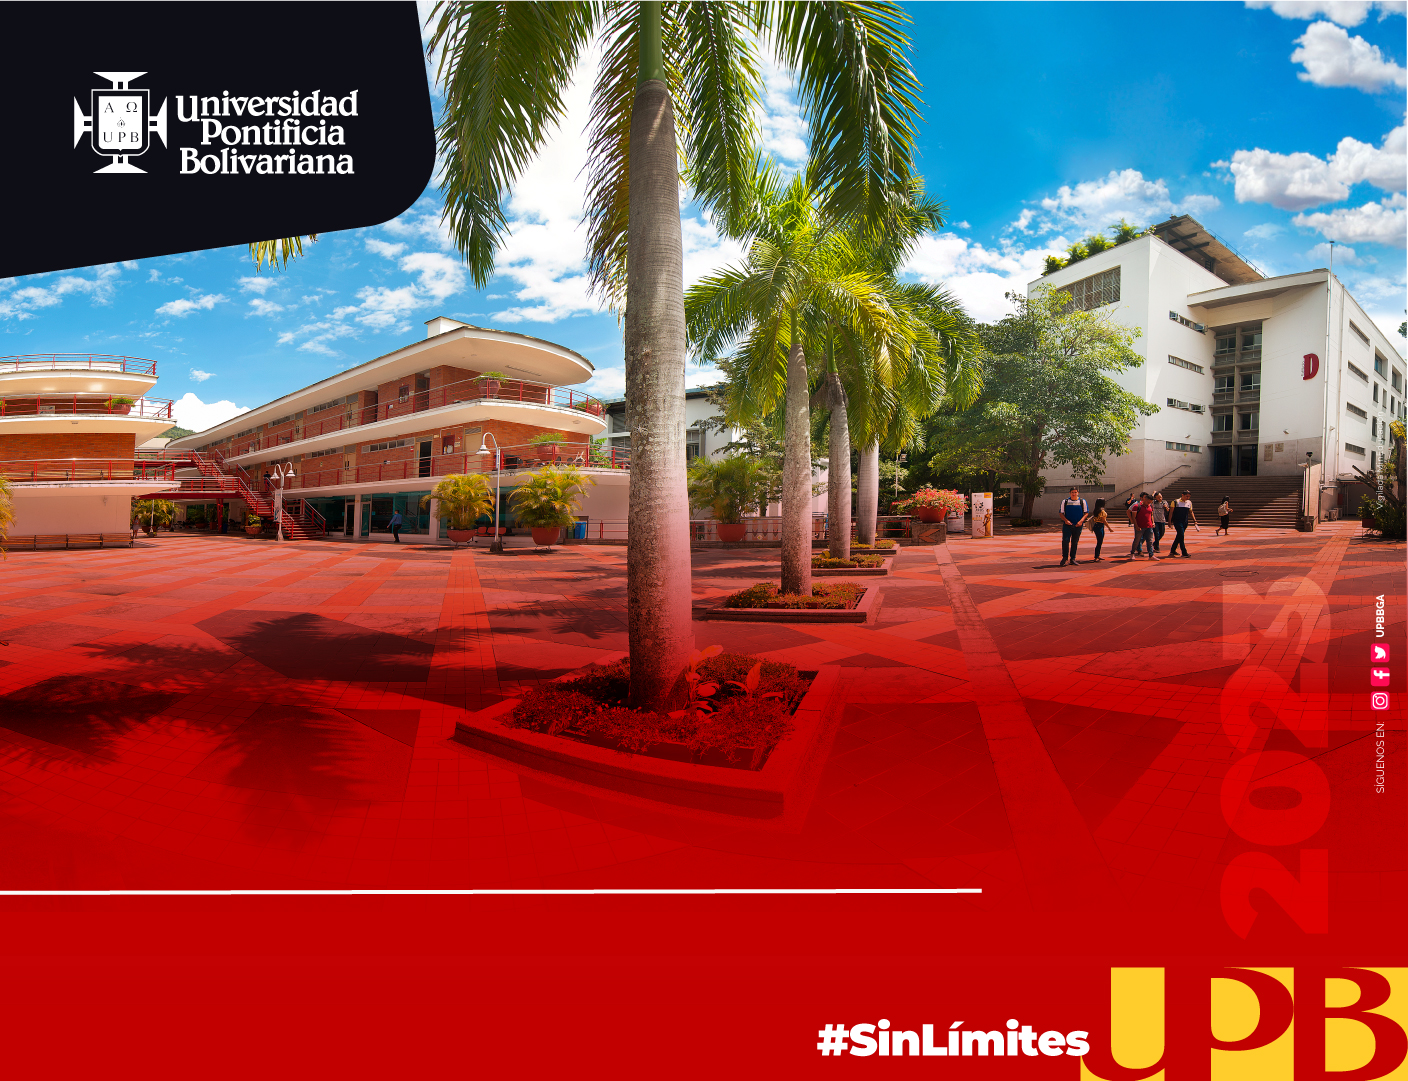 Α Ω
UPB
Universidad
Pontificia
Bolivariana
D
2023
SÍGUENOS EN:
UPBBGA
#SinLímites
UPB